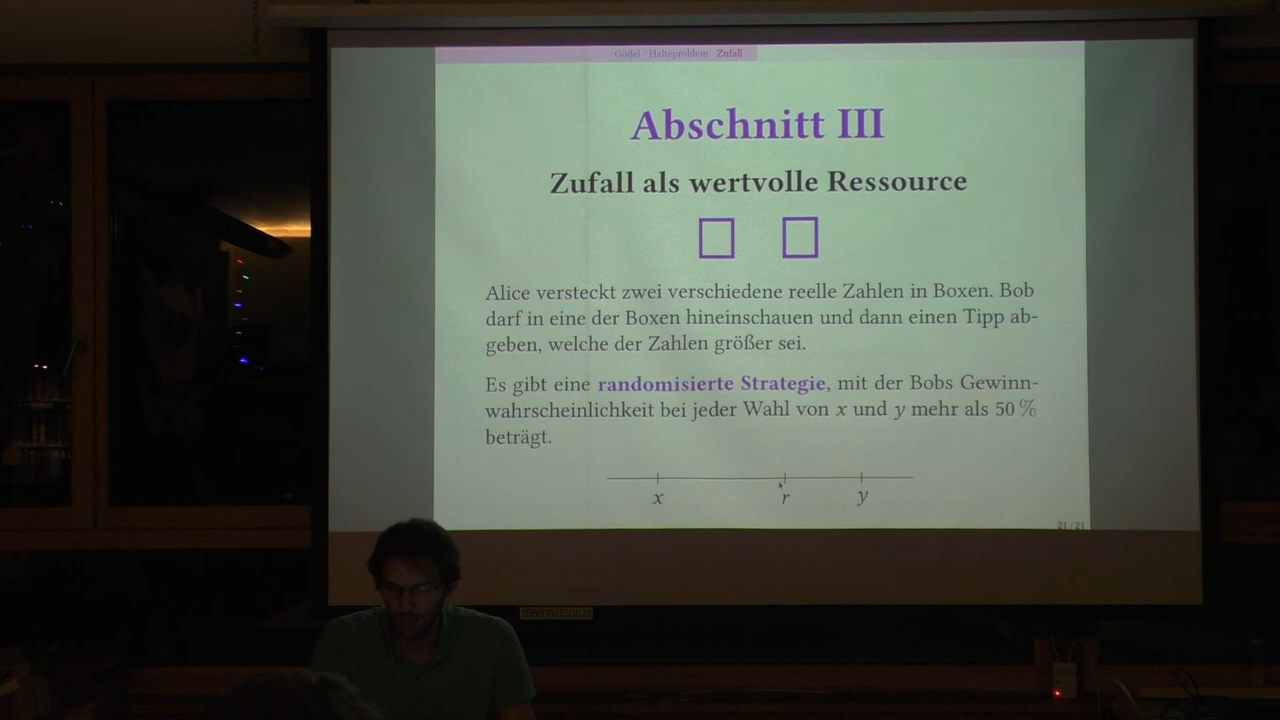 Gödel Halteproblem Zufall
Abschnitt III
Zufall als wertvolle Ressource
Alice versteckt zwei verschiedene reelle Zahlen in Boxen. Bob
darf in eine der Boxen hineinschauen und dann einen Tipp ab-
geben, welche der Zahlen größer sei.
Es gibt eine randomisierte Strategie, mit der Bobs Gewinn-
wahrscheinlichkeit bei jeder Wahl von x und y mehr als 50 %
beträgt.
x r y
21 / 21
SERVIERVORSCHLAG